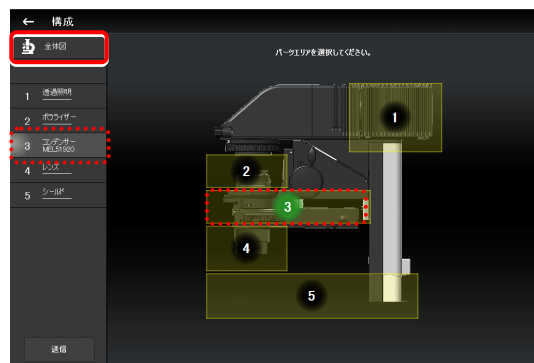 ← 構成
全体図
パーツエリアを選択してください。
1 透過照明
2 ポラライザー
3 コンデンサー
MEL51920
4 レンズ
5 シールド
1
2
3
4
5
送信